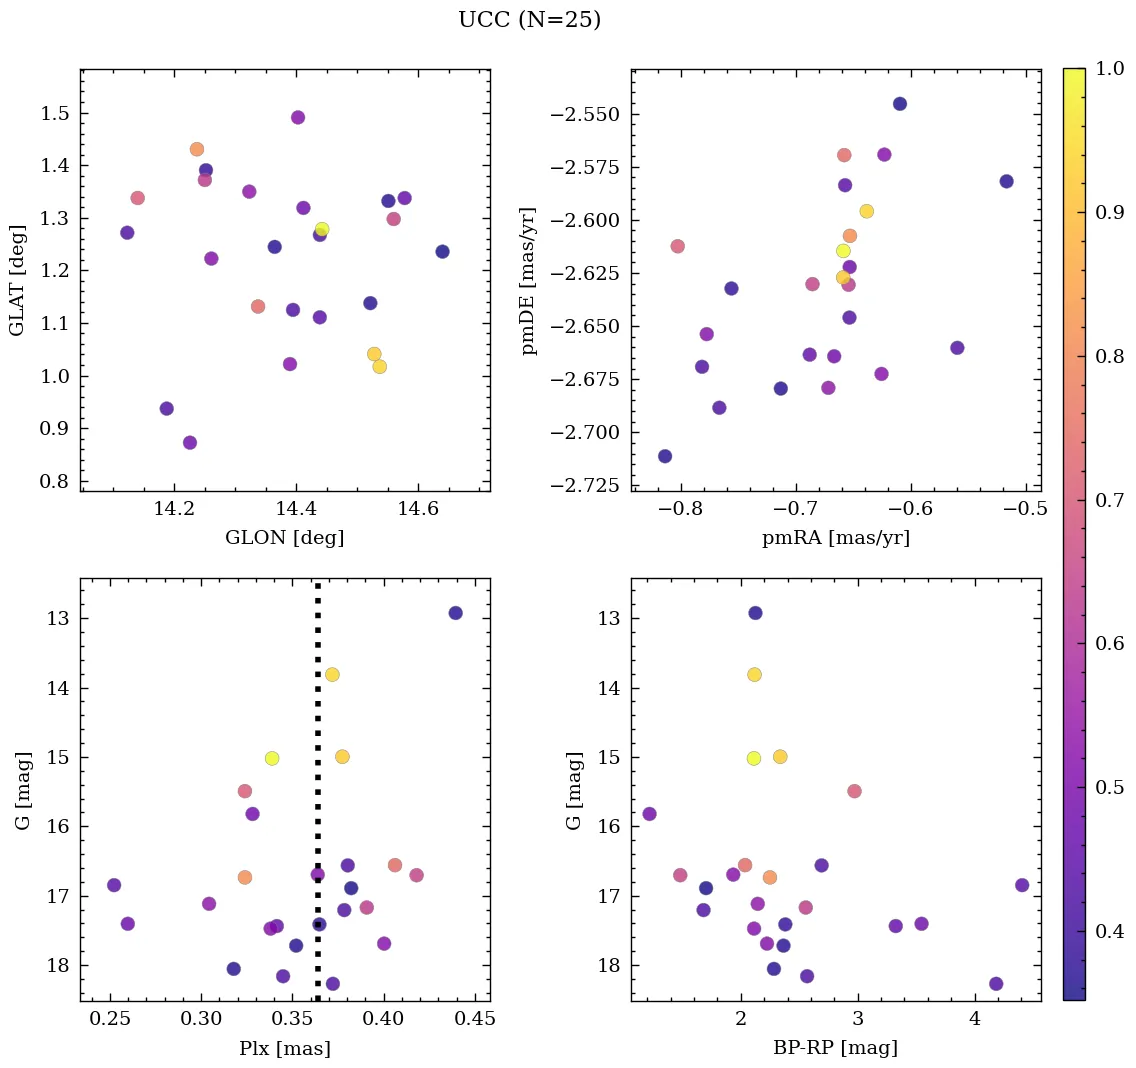 UCC (N=25)
1.5
1.4
1.3
1.2
1.1
1.0
0.9
0.8
GLAT [deg]
14.2 14.4 14.6
GLON [deg]
−2.550
−2.575
−2.600
−2.625
−2.650
−2.675
−2.700
−2.725
pmDE [mas/yr]
−0.8 −0.7 −0.6 −0.5
pmRA [mas/yr]
13
14
15
16
17
18
G [mag]
0.25 0.30 0.35 0.40 0.45
Plx [mas]
13
14
15
16
17
18
G [mag]
2 3 4
BP-RP [mag]
1.0
0.9
0.8
0.7
0.6
0.5
0.4